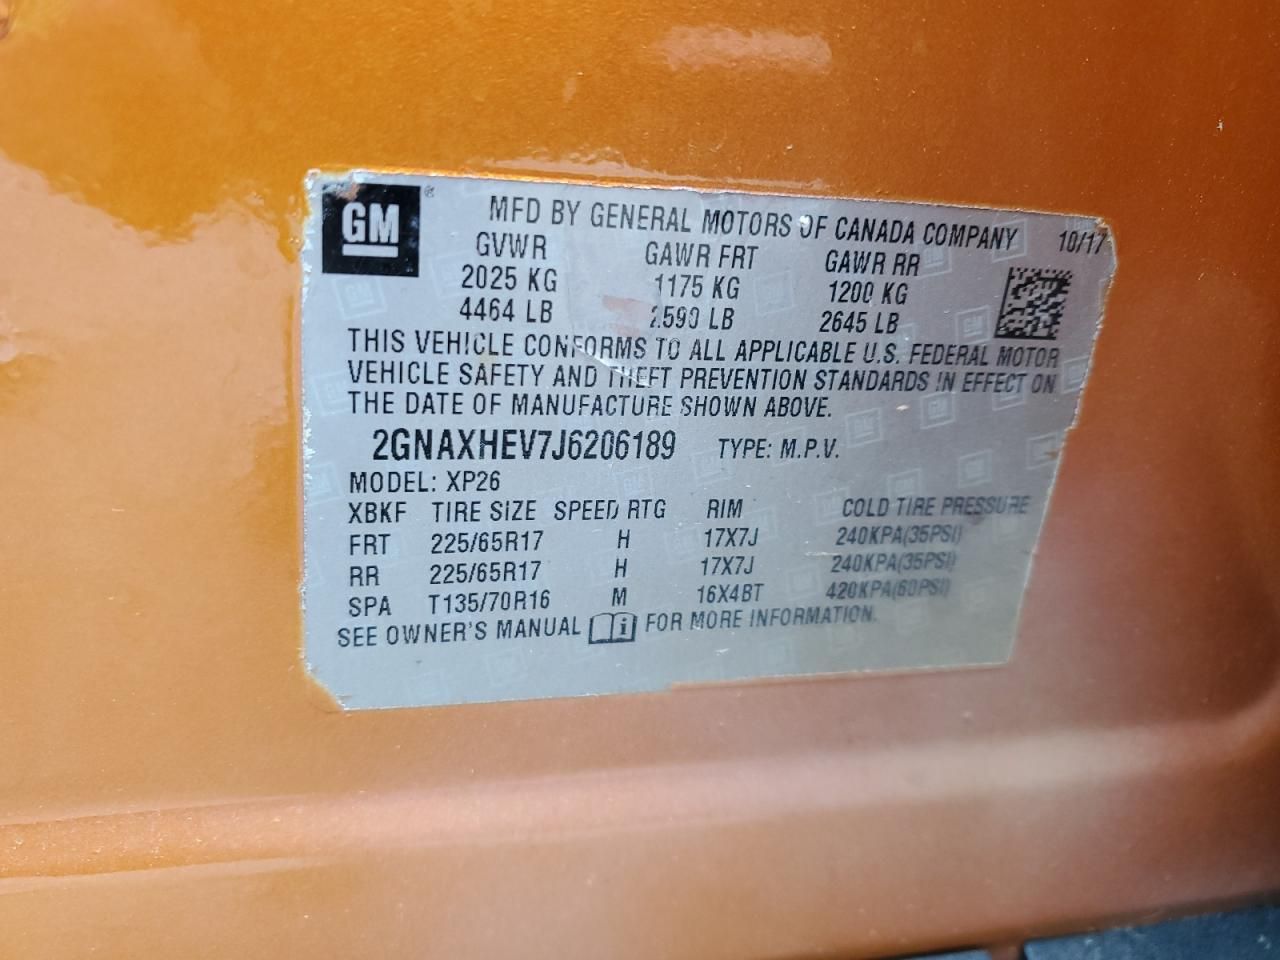 GM ®
MFD BY GENERAL MOTORS OF CANADA COMPANY 10/17
GVWR GAWR FRT GAWR RR
2025 KG 1175 KG 1200 KG
4464 LB 2590 LB 2645 LB
THIS VEHICLE CONFORMS TO ALL APPLICABLE U.S. FEDERAL MOTOR
VEHICLE SAFETY AND THEFT PREVENTION STANDARDS IN EFFECT ON
THE DATE OF MANUFACTURE SHOWN ABOVE.
2GNAXHEV7J6206189 TYPE: M.P.V.
MODEL: XP26
XBKF TIRE SIZE SPEED RTG RIM COLD TIRE PRESSURE
FRT 225/65R17 H 17X7J 240KPA(35PSI)
RR 225/65R17 H 17X7J 240KPA(35PSI)
SPA T135/70R16 M 16X4BT 420KPA(60PSI)
SEE OWNER'S MANUAL i FOR MORE INFORMATION.